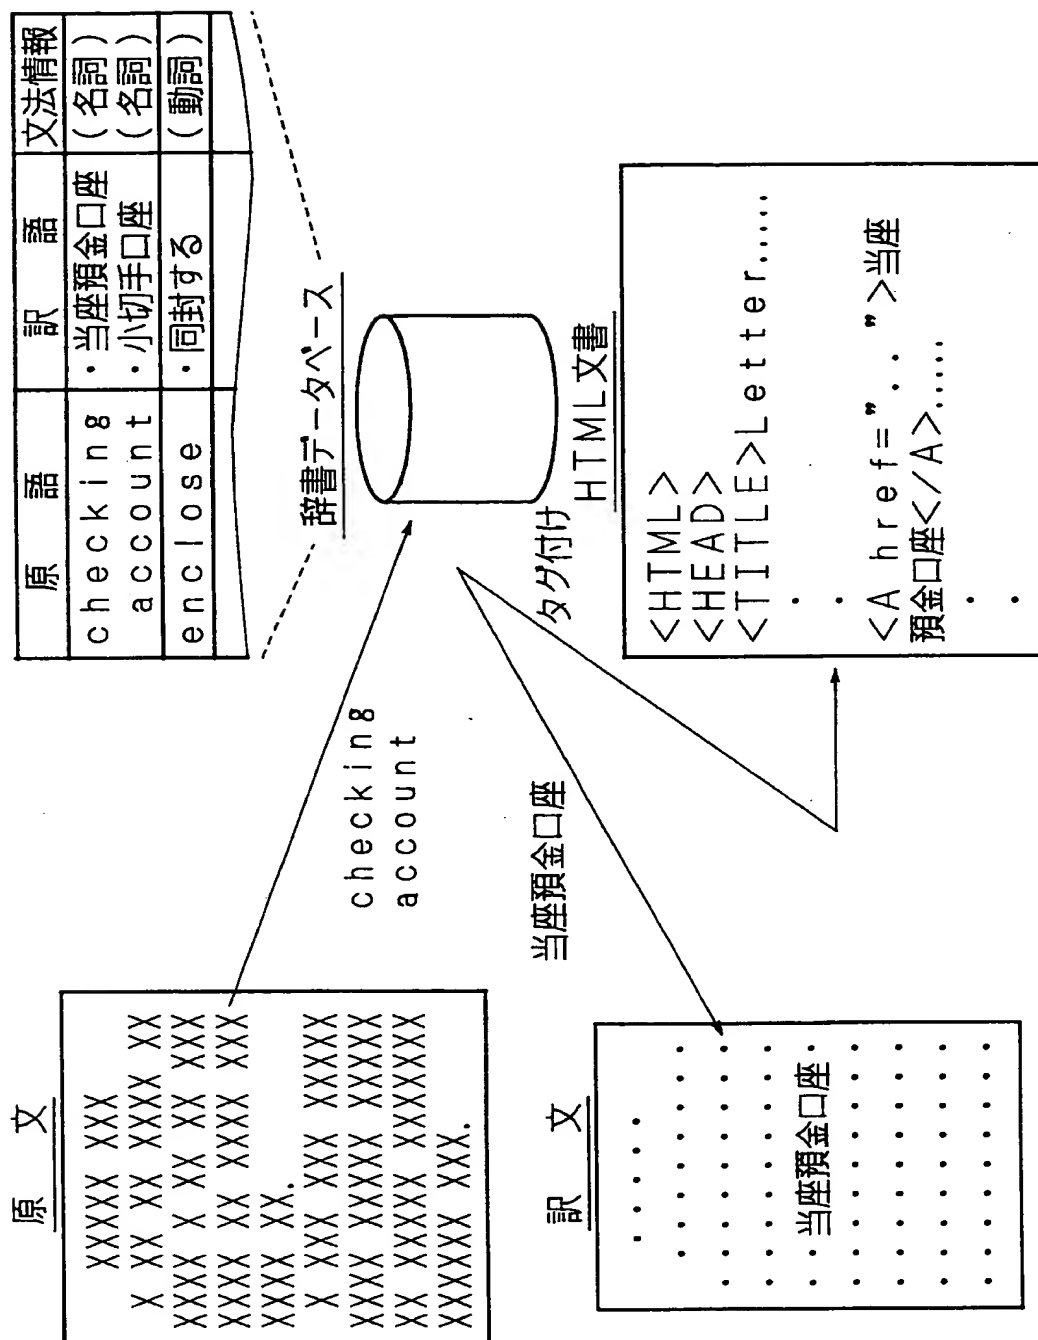 原文
XXXX XXX XXX
X XX XX XXXX XX
XXX X XX XX XXX
XXXX XX XXXX XX
XXX XX.
X XXX XXX XXXXX
XXX XX XXXX XXXX
XX XXXX XXXXXXXX
XXXXXX XX XXX.
checking
account
原語 訳語 文法情報
checking ・当座預金口座 (名詞)
account ・小切手口座 (名詞)
enclose ・同封する (動詞)
辞書データベース
訳文
当座預金口座
当座預金口座
タグ付け
HTML文書
<HTML>
<HEAD>
<TITLE>Letter.....
・
・
<A href="..">当座
預金口座</A>.....
・
・